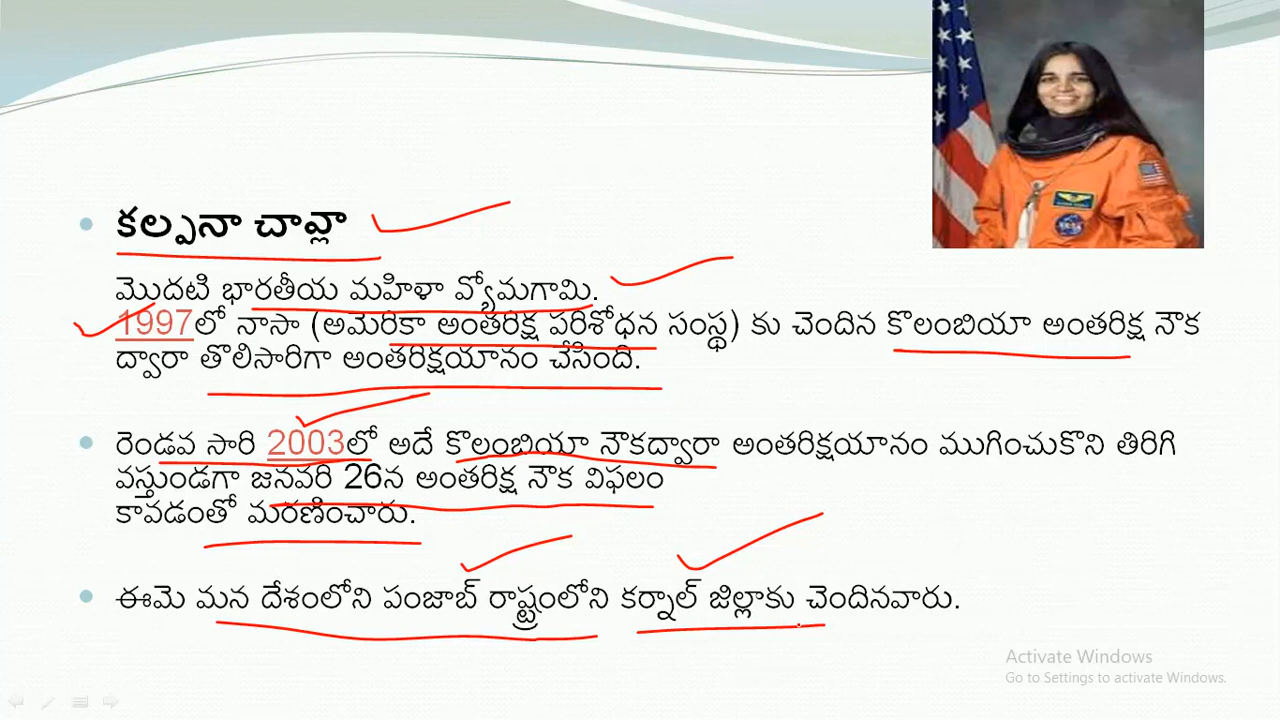 కల్పనా చావ్లా
మొదటి భారతీయ మహిళా వ్యోమగామి.
1997లో నాసా (అమెరికా అంతరిక్ష పరిశోధన సంస్థ) కు చెందిన కొలంబియా అంతరిక్ష నౌక
ద్వారా తొలిసారిగా అంతరిక్షయానం చేసింది.
రెండవ సారి 2003లో అదే కొలంబియా నౌకద్వారా అంతరిక్షయానం ముగించుకొని తిరిగి
వస్తుండగా జనవరి 26న అంతరిక్ష నౌక విఫలం
కావడంతో మరణించారు.
ఈమె మన దేశంలోని పంజాబ్ రాష్ట్రంలోని కర్నాల్ జిల్లాకు చెందినవారు.
Activate Windows
Go to Settings to activate Windows.